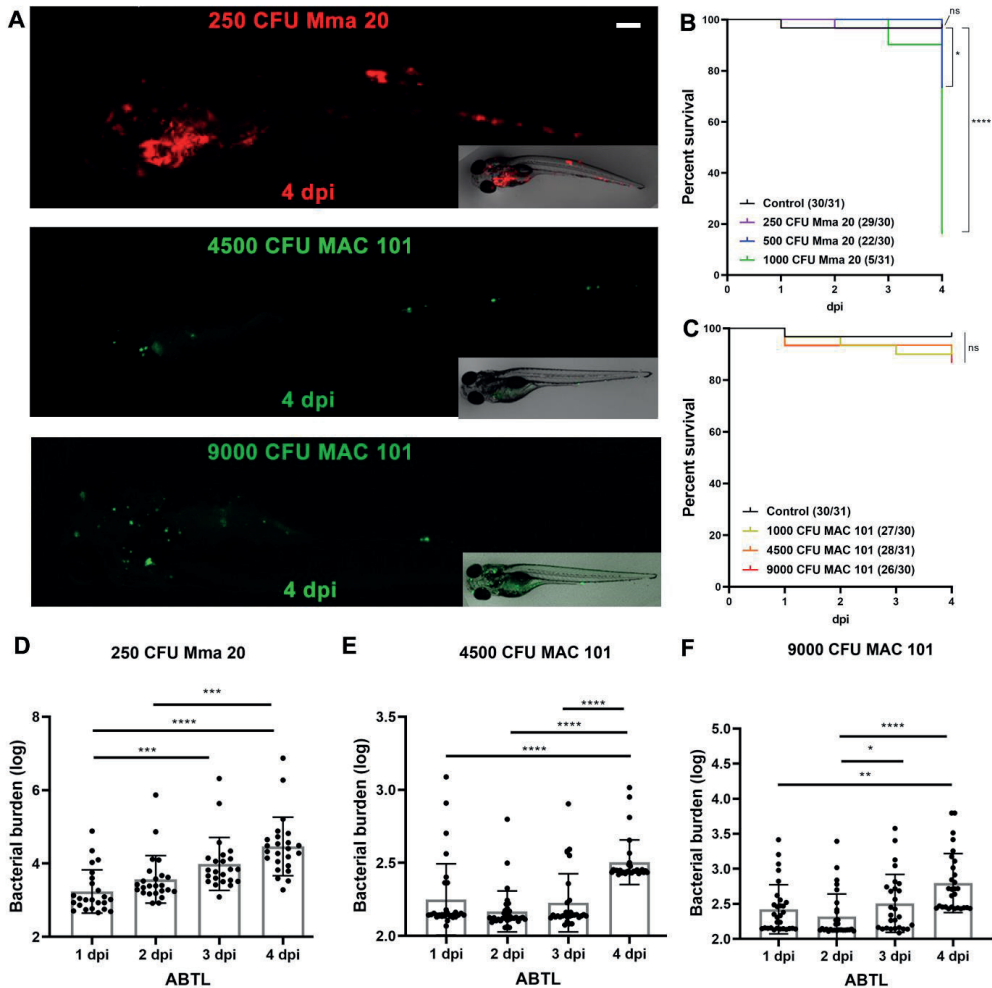 A
250 CFU Mma 20
4 dpi
4500 CFU MAC 101
4 dpi
9000 CFU MAC 101
4 dpi
B
Percent survival
100
80
60
40
20
0
0 1 2 3 4
dpi
ns
*
****
Control (30/31)
250 CFU Mma 20 (29/30)
500 CFU Mma 20 (22/30)
1000 CFU Mma 20 (5/31)
C
Percent survival
100
80
60
40
20
0
0 1 2 3 4
dpi
ns
Control (30/31)
1000 CFU MAC 101 (27/30)
4500 CFU MAC 101 (28/31)
9000 CFU MAC 101 (26/30)
D
250 CFU Mma 20
***
****
***
Bacterial burden (log)
8
6
4
2
1 dpi 2 dpi 3 dpi 4 dpi
ABTL
E
4500 CFU MAC 101
****
****
****
Bacterial burden (log)
3.5
3.0
2.5
2.0
1 dpi 2 dpi 3 dpi 4 dpi
ABTL
F
9000 CFU MAC 101
****
*
**
Bacterial burden (log)
5.0
4.5
4.0
3.5
3.0
2.5
2.0
1 dpi 2 dpi 3 dpi 4 dpi
ABTL